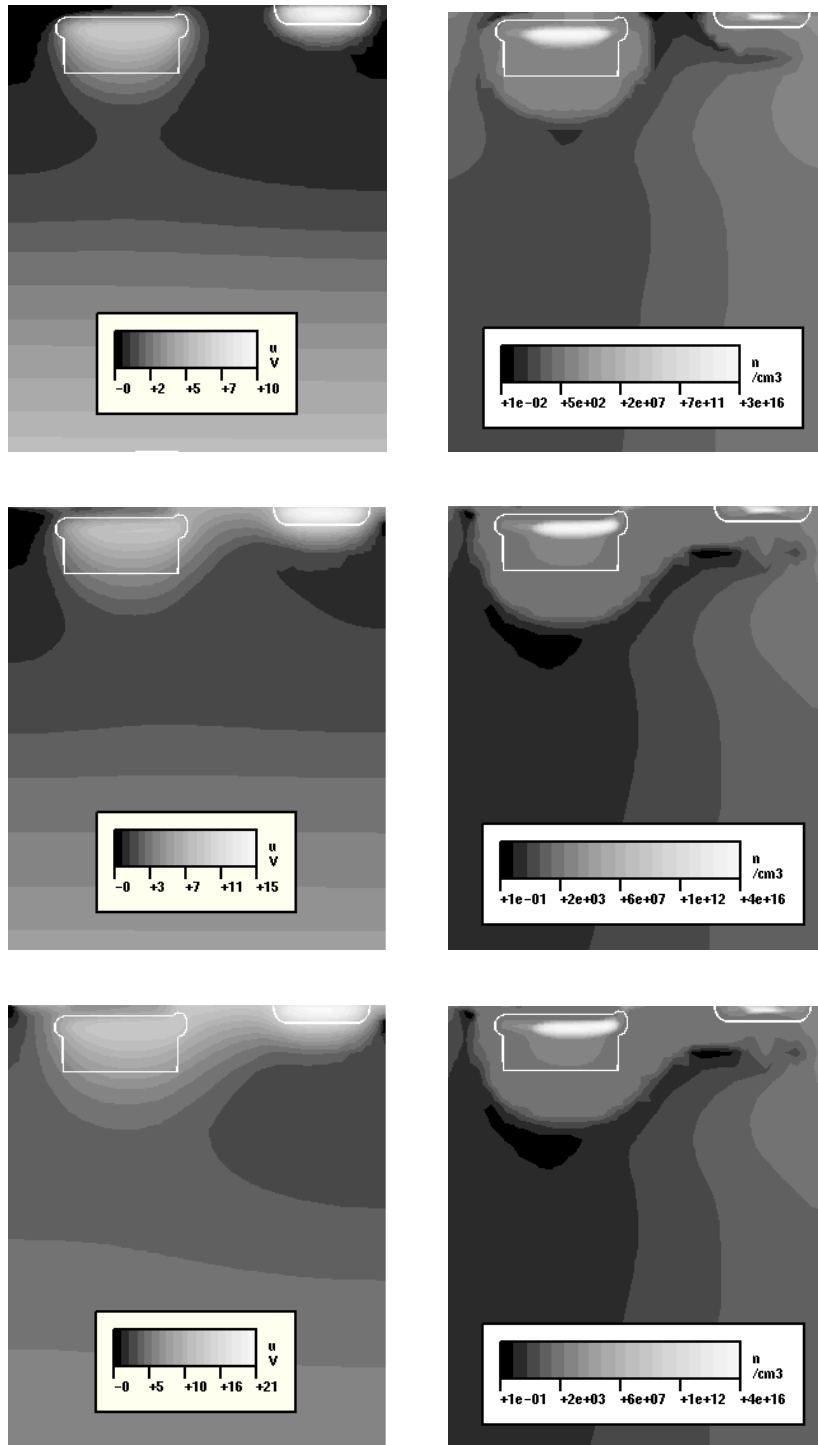 u
V
-0 +2 +5 +7 +10
n
/cm3
+1e-02 +5e+02 +2e+07 +7e+11 +3e+16
u
V
-0 +3 +7 +11 +15
n
/cm3
+1e-01 +2e+03 +6e+07 +1e+12 +4e+16
u
V
-0 +5 +10 +16 +21
n
/cm3
+1e-01 +2e+03 +6e+07 +1e+12 +4e+16